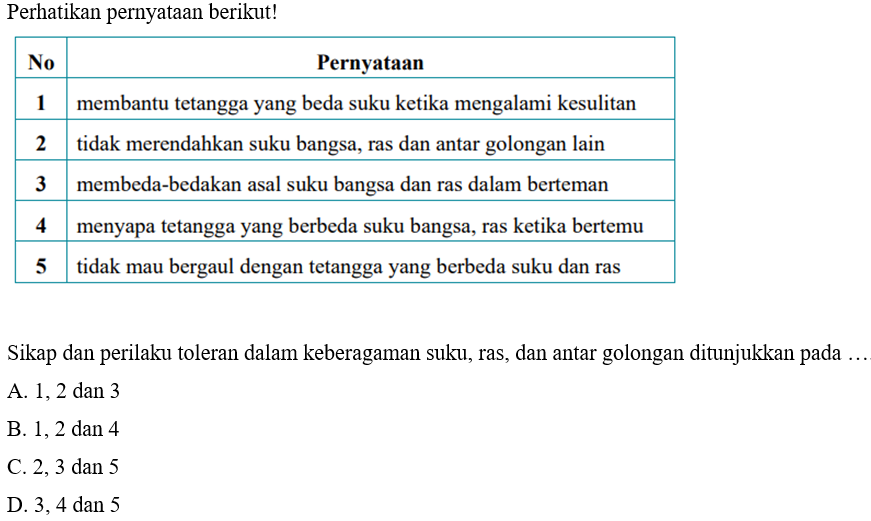 Perhatikan pernyataan berikut!
No Pernyataan
1 membantu tetangga yang beda suku ketika mengalami kesulitan
2 tidak merendahkan suku bangsa, ras dan antar golongan lain
3 membeda-bedakan asal suku bangsa dan ras dalam berteman
4 menyapa tetangga yang berbeda suku bangsa, ras ketika bertemu
5 tidak mau bergaul dengan tetangga yang berbeda suku dan ras
Sikap dan perilaku toleran dalam keberagaman suku, ras, dan antar golongan ditunjukkan pada ….
A. 1, 2 dan 3
B. 1, 2 dan 4
C. 2, 3 dan 5
D. 3, 4 dan 5